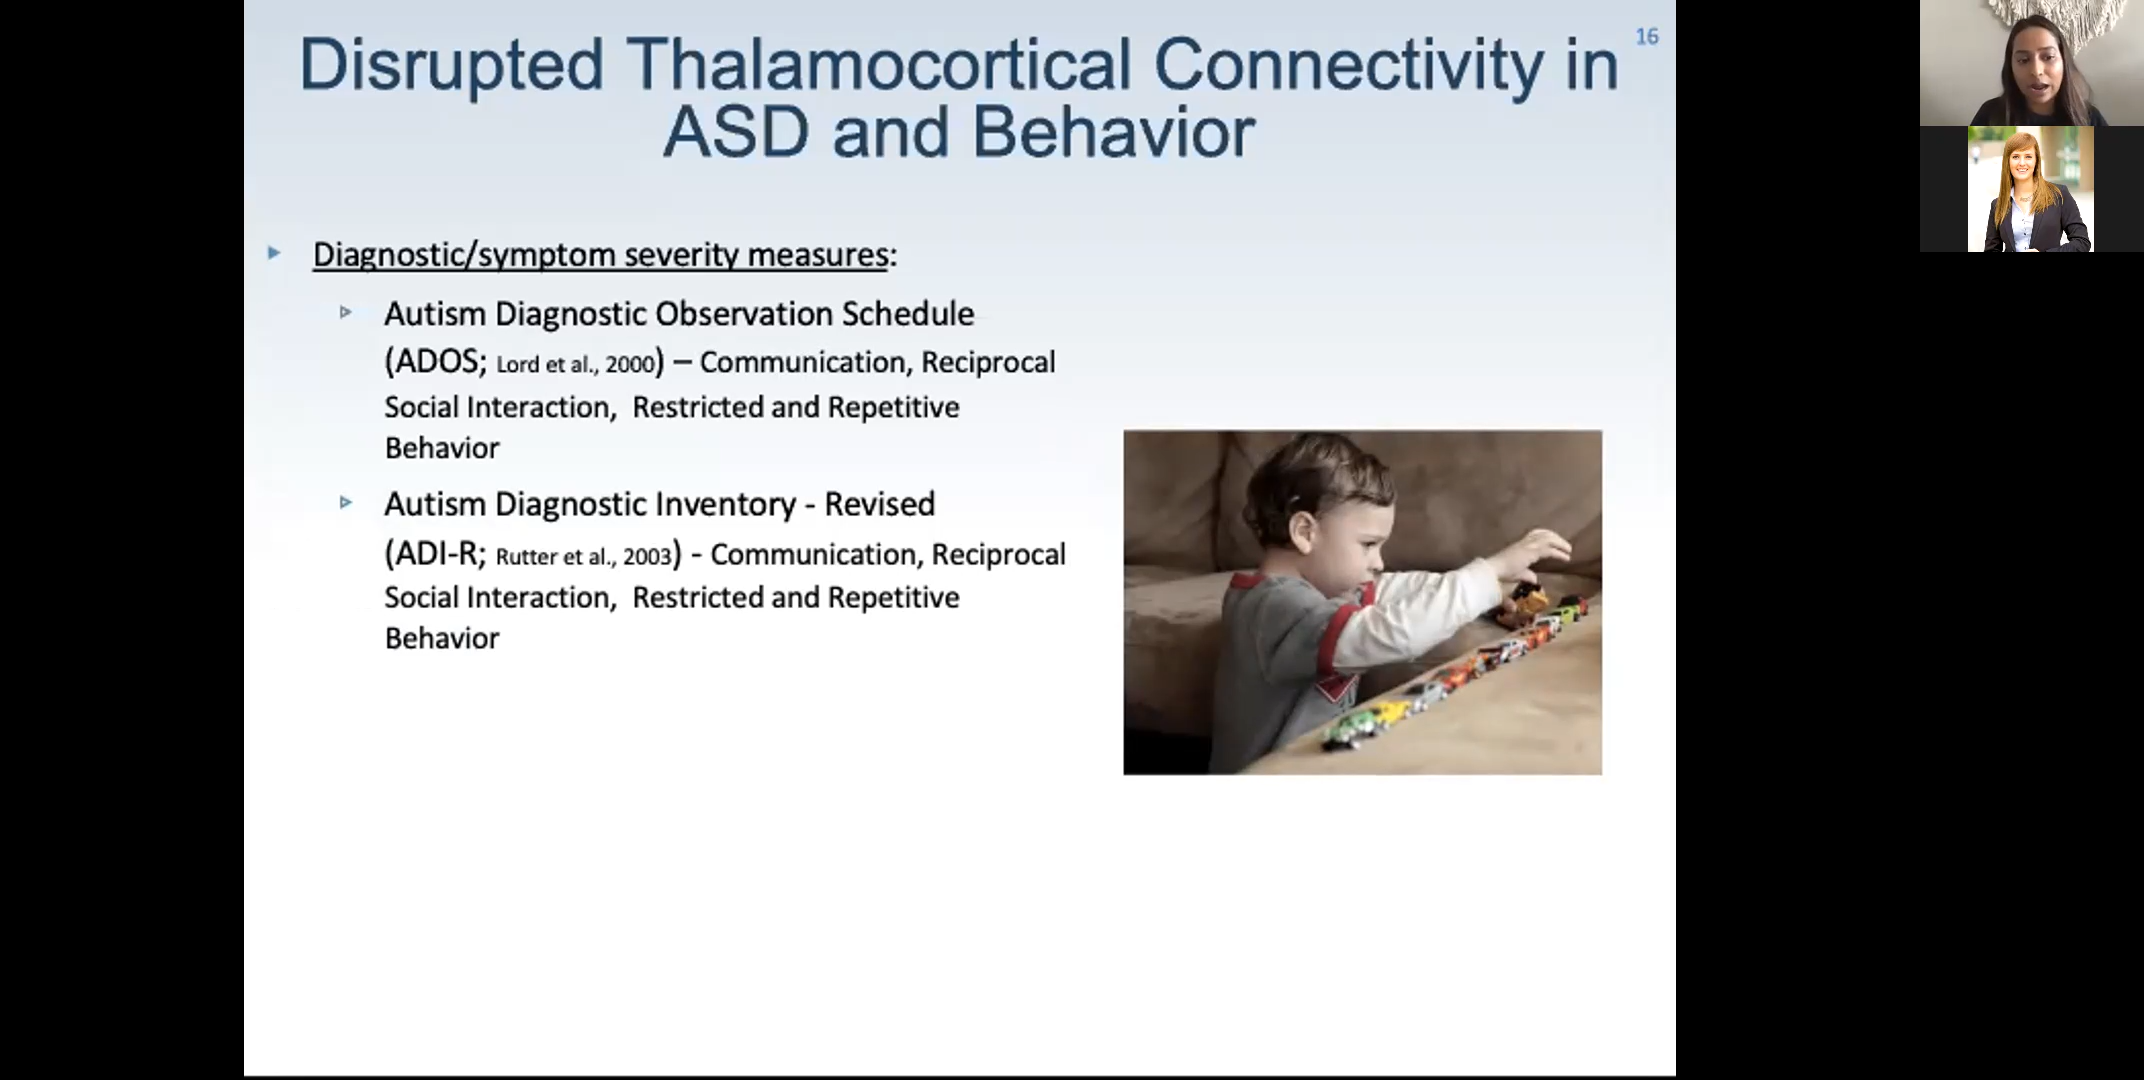 Disrupted Thalamocortical Connectivity in
ASD and Behavior
16
Diagnostic/symptom severity measures:
Autism Diagnostic Observation Schedule
(ADOS; Lord et al., 2000) – Communication, Reciprocal
Social Interaction, Restricted and Repetitive
Behavior
Autism Diagnostic Inventory - Revised
(ADI-R; Rutter et al., 2003) - Communication, Reciprocal
Social Interaction, Restricted and Repetitive
Behavior